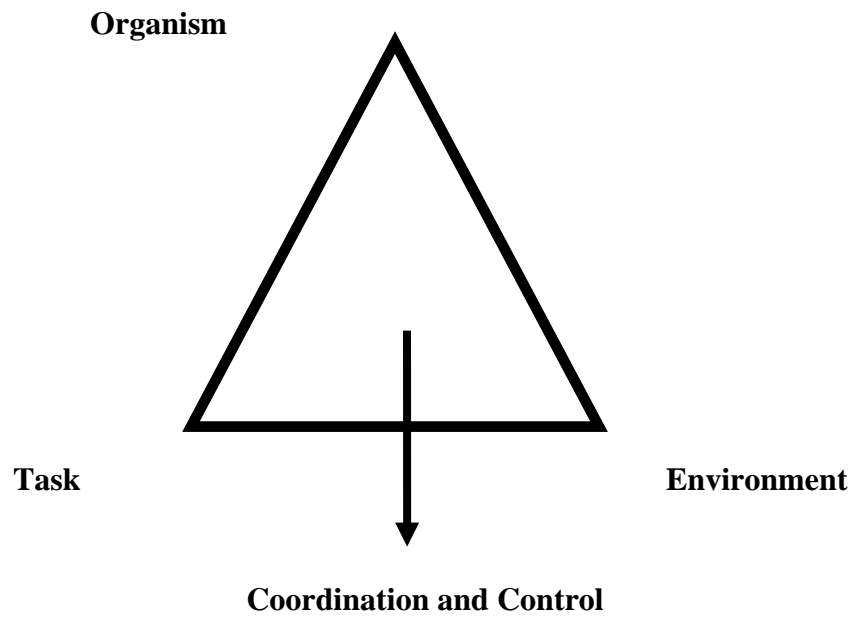 Organism
Task
Environment
Coordination and Control